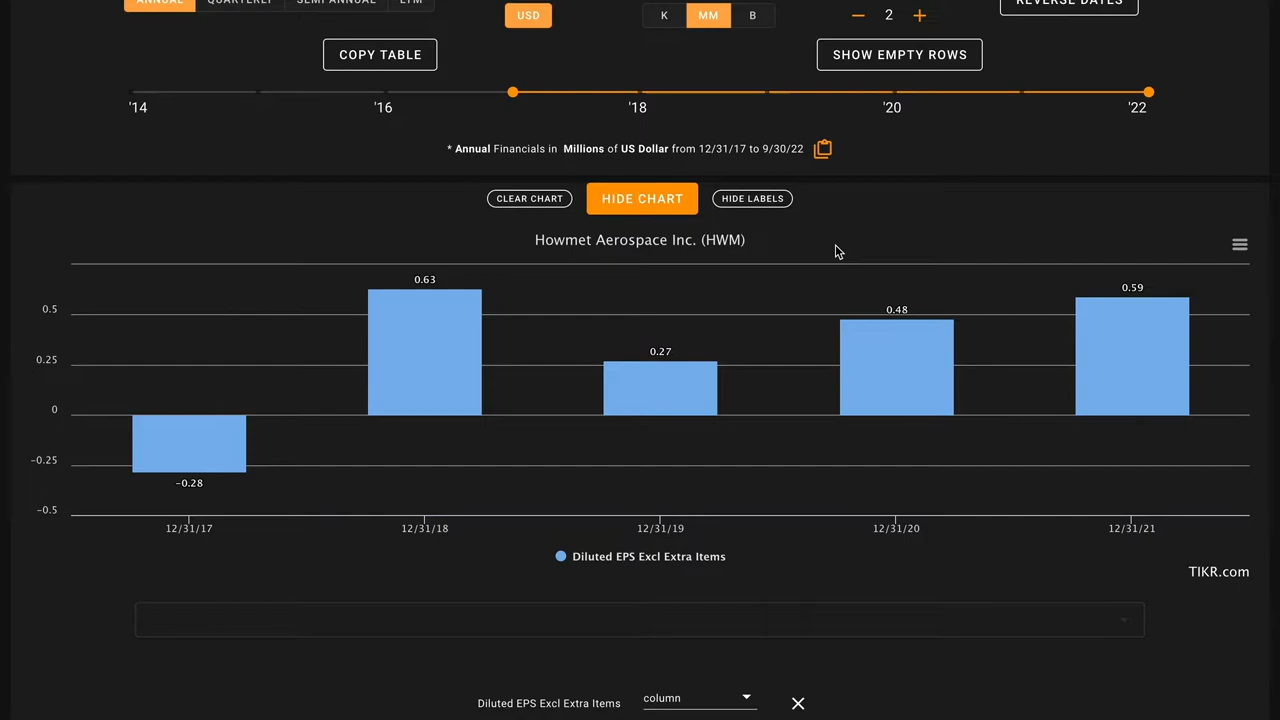 ANNUAL QUARTERLY SEMI ANNUAL LTM
USD
K MM B
2
REVERSE DATES
COPY TABLE
SHOW EMPTY ROWS
'14 '16 '18 '20 '22
* Annual Financials in Millions of US Dollar from 12/31/17 to 9/30/22
CLEAR CHART
HIDE CHART
HIDE LABELS
Howmet Aerospace Inc. (HWM)
0.5
0.25
0
−0.25
−0.5
−0.28
0.63
0.27
0.48
0.59
12/31/17 12/31/18 12/31/19 12/31/20 12/31/21
Diluted EPS Excl Extra Items
TIKR.com
Diluted EPS Excl Extra Items column